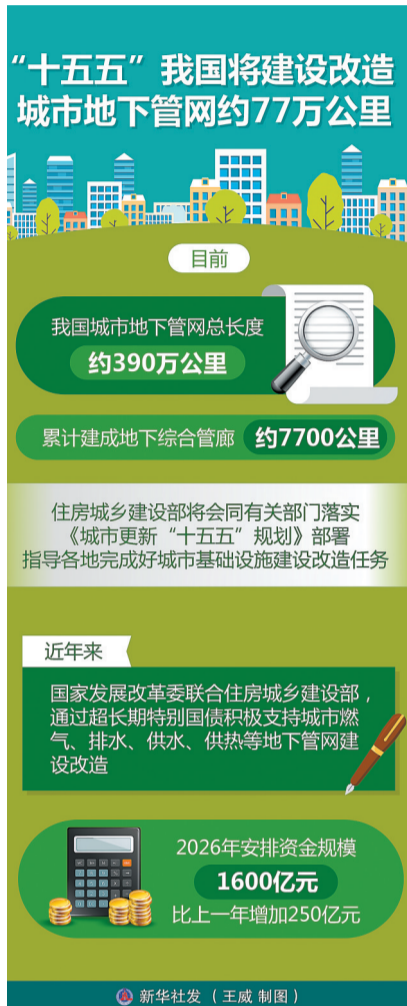 “十五五”我国将建设改造
城市地下管网约77万公里
目前
我国城市地下管网总长度
约390万公里
累计建成地下综合管廊 约7700公里
住房城乡建设部将会同有关部门落实
《城市更新“十五五”规划》部署
指导各地完成好城市基础设施建设改造任务
近年来
国家发展改革委联合住房城乡建设部，
通过超长期特别国债积极支持城市燃
气、排水、供水、供热等地下管网建
设改造
2026年安排资金规模
1600亿元
比上一年增加250亿元
新华社发（王威 制图）